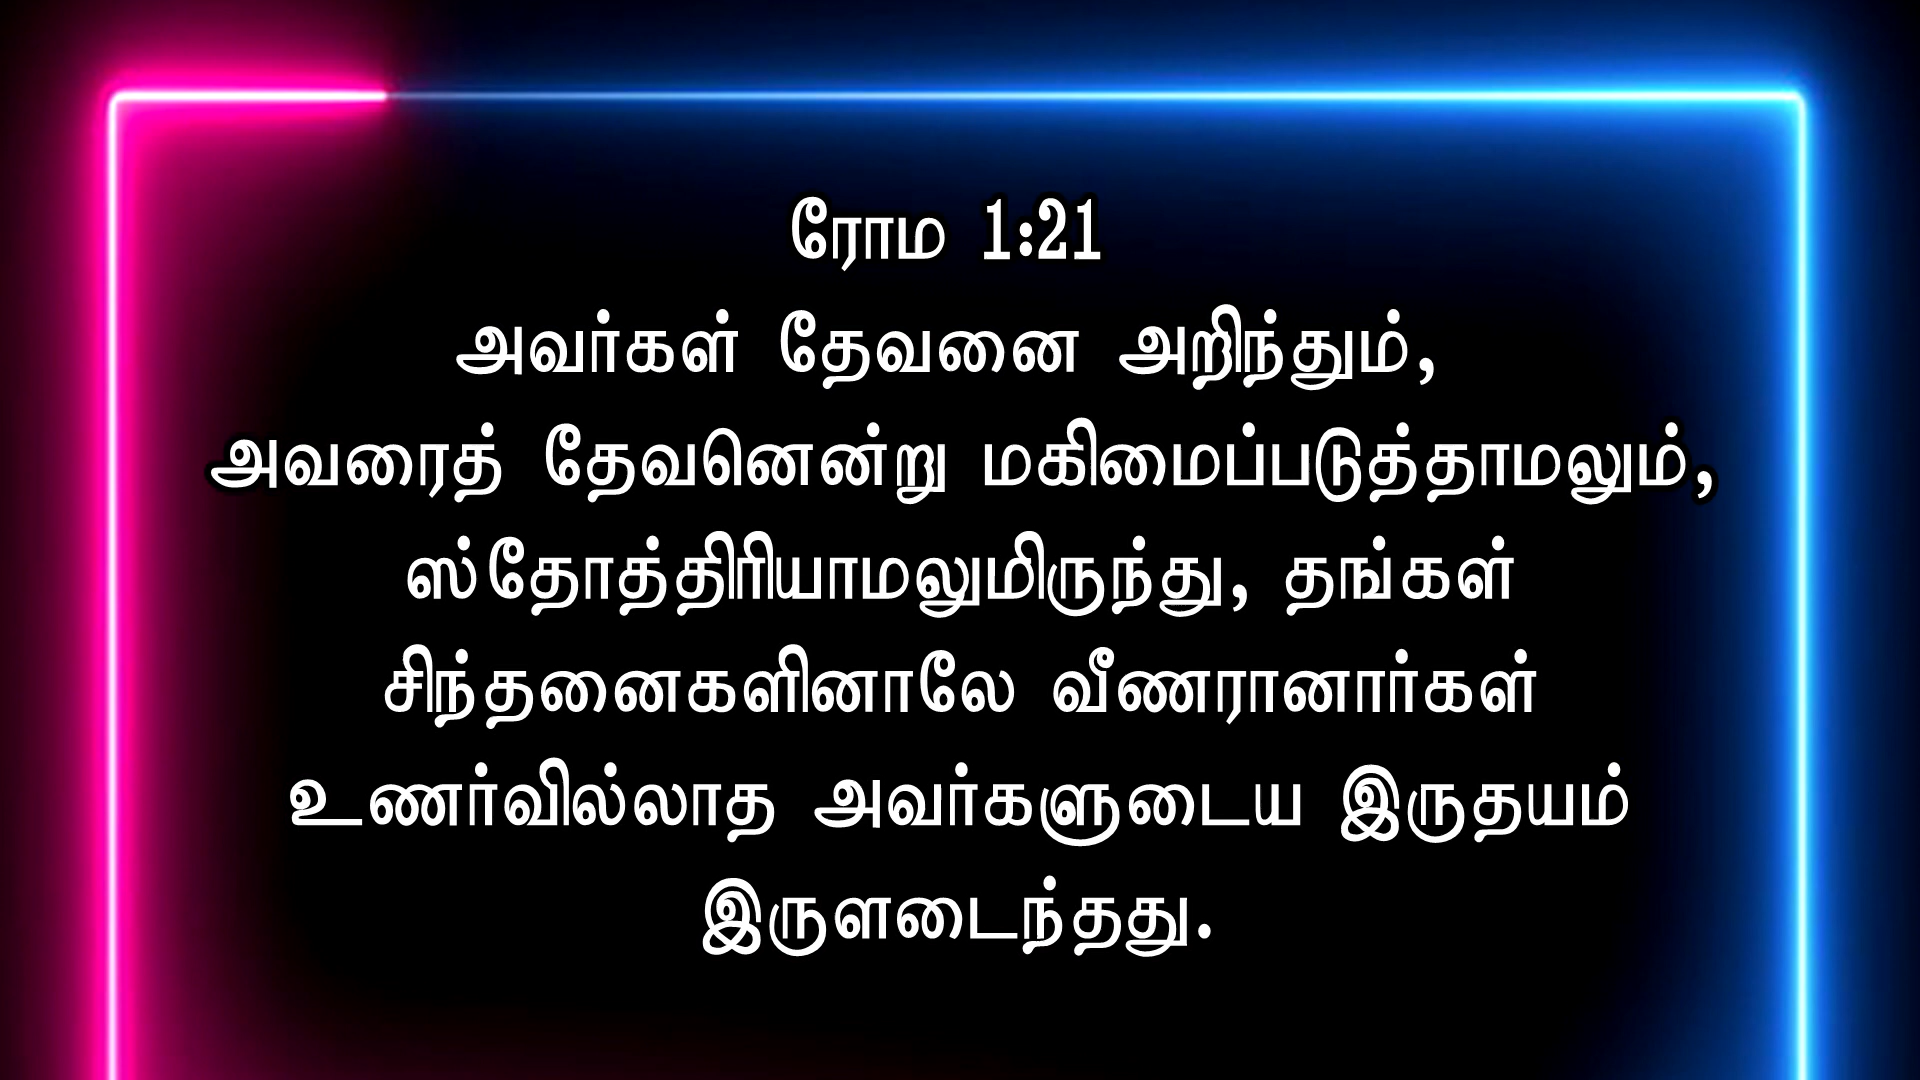 ரோம 1:21
அவர்கள் தேவனை அறிந்தும்,
அவரைத் தேவனென்று மகிமைப்படுத்தாமலும்,
ஸ்தோத்திரியாமலுமிருந்து, தங்கள்
சிந்தனைகளினாலே வீணரானார்கள்
உணர்வில்லாத அவர்களுடைய இருதயம்
இருளடைந்தது.